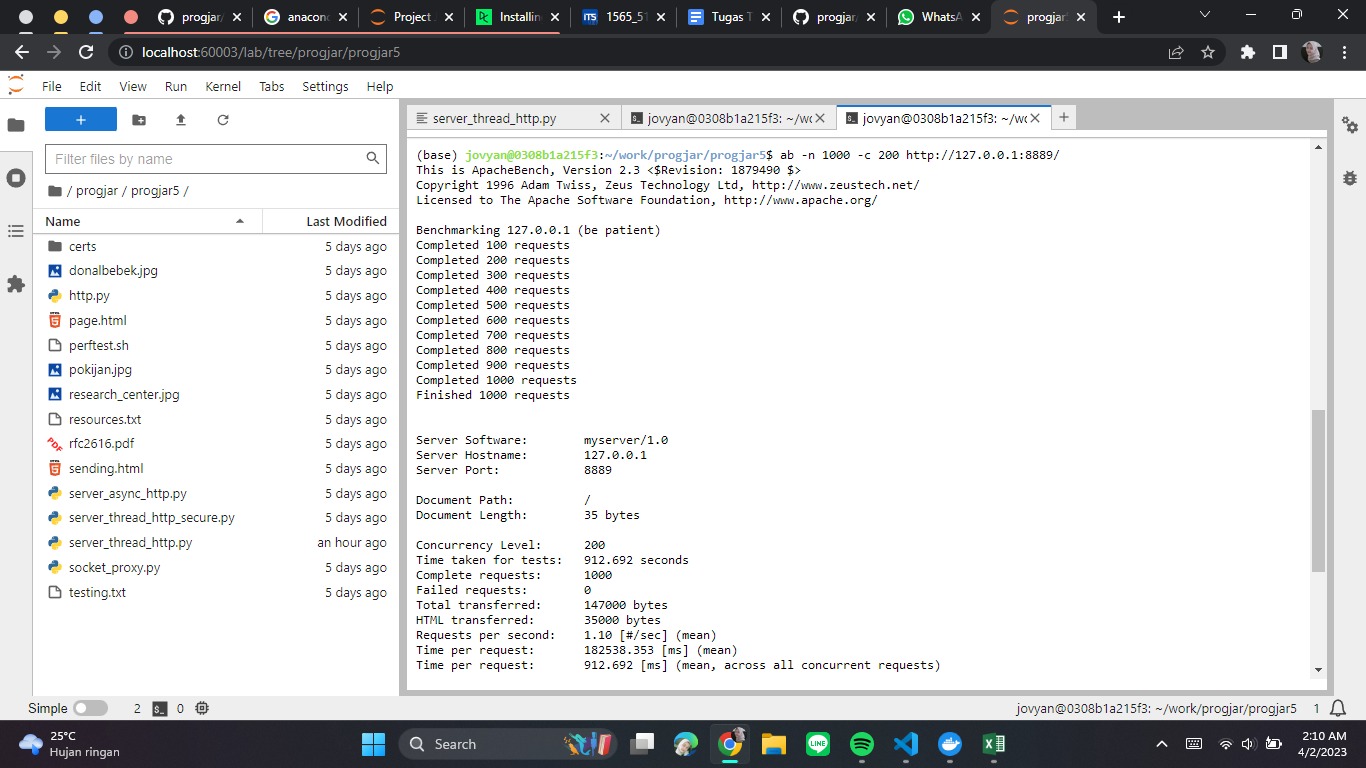 progjar/
anacon
Project
Installin
ITS 1565_51
Tugas T
progjar/
WhatsA
progjar
localhost:60003/lab/tree/progjar/progjar5
File Edit View Run Kernel Tabs Settings Help
server_thread_http.py
jovyan@0308b1a215f3: ~/wo
jovyan@0308b1a215f3: ~/wo
Filter files by name
/ progjar / progjar5 /
Name Last Modified
certs 5 days ago
donalbebek.jpg 5 days ago
http.py 5 days ago
page.html 5 days ago
perftest.sh 5 days ago
pokijan.jpg 5 days ago
research_center.jpg 5 days ago
resources.txt 5 days ago
rfc2616.pdf 5 days ago
sending.html 5 days ago
server_async_http.py 5 days ago
server_thread_http_secure.py 5 days ago
server_thread_http.py an hour ago
socket_proxy.py 5 days ago
testing.txt 5 days ago
(base) jovyan@0308b1a215f3:~/work/progjar/progjar5$ ab -n 1000 -c 200 http://127.0.0.1:8889/
This is ApacheBench, Version 2.3 <$Revision: 1879490 $>
Copyright 1996 Adam Twiss, Zeus Technology Ltd, http://www.zeustech.net/
Licensed to The Apache Software Foundation, http://www.apache.org/
Benchmarking 127.0.0.1 (be patient)
Completed 100 requests
Completed 200 requests
Completed 300 requests
Completed 400 requests
Completed 500 requests
Completed 600 requests
Completed 700 requests
Completed 800 requests
Completed 900 requests
Completed 1000 requests
Finished 1000 requests
Server Software: myserver/1.0
Server Hostname: 127.0.0.1
Server Port: 8889
Document Path: /
Document Length: 35 bytes
Concurrency Level: 200
Time taken for tests: 912.692 seconds
Complete requests: 1000
Failed requests: 0
Total transferred: 147000 bytes
HTML transferred: 35000 bytes
Requests per second: 1.10 [#/sec] (mean)
Time per request: 182538.353 [ms] (mean)
Time per request: 912.692 [ms] (mean, across all concurrent requests)
Simple 2 0 jovyan@0308b1a215f3: ~/work/progjar/progjar5 1
25°C
Hujan ringan
Search
2:10 AM
4/2/2023